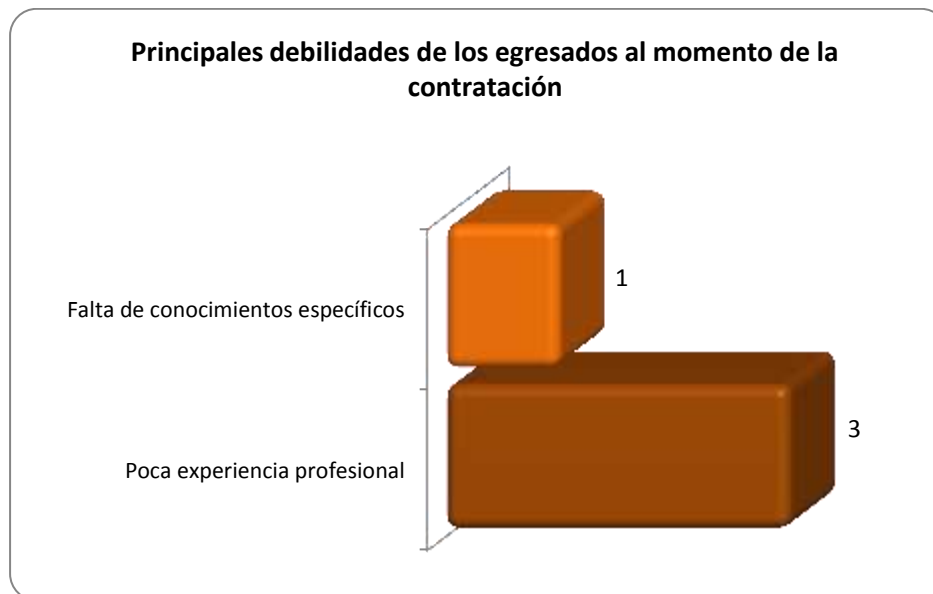 Principales debilidades de los egresados al momento de la
contratación
Falta de conocimientos específicos
1
Poca experiencia profesional
3